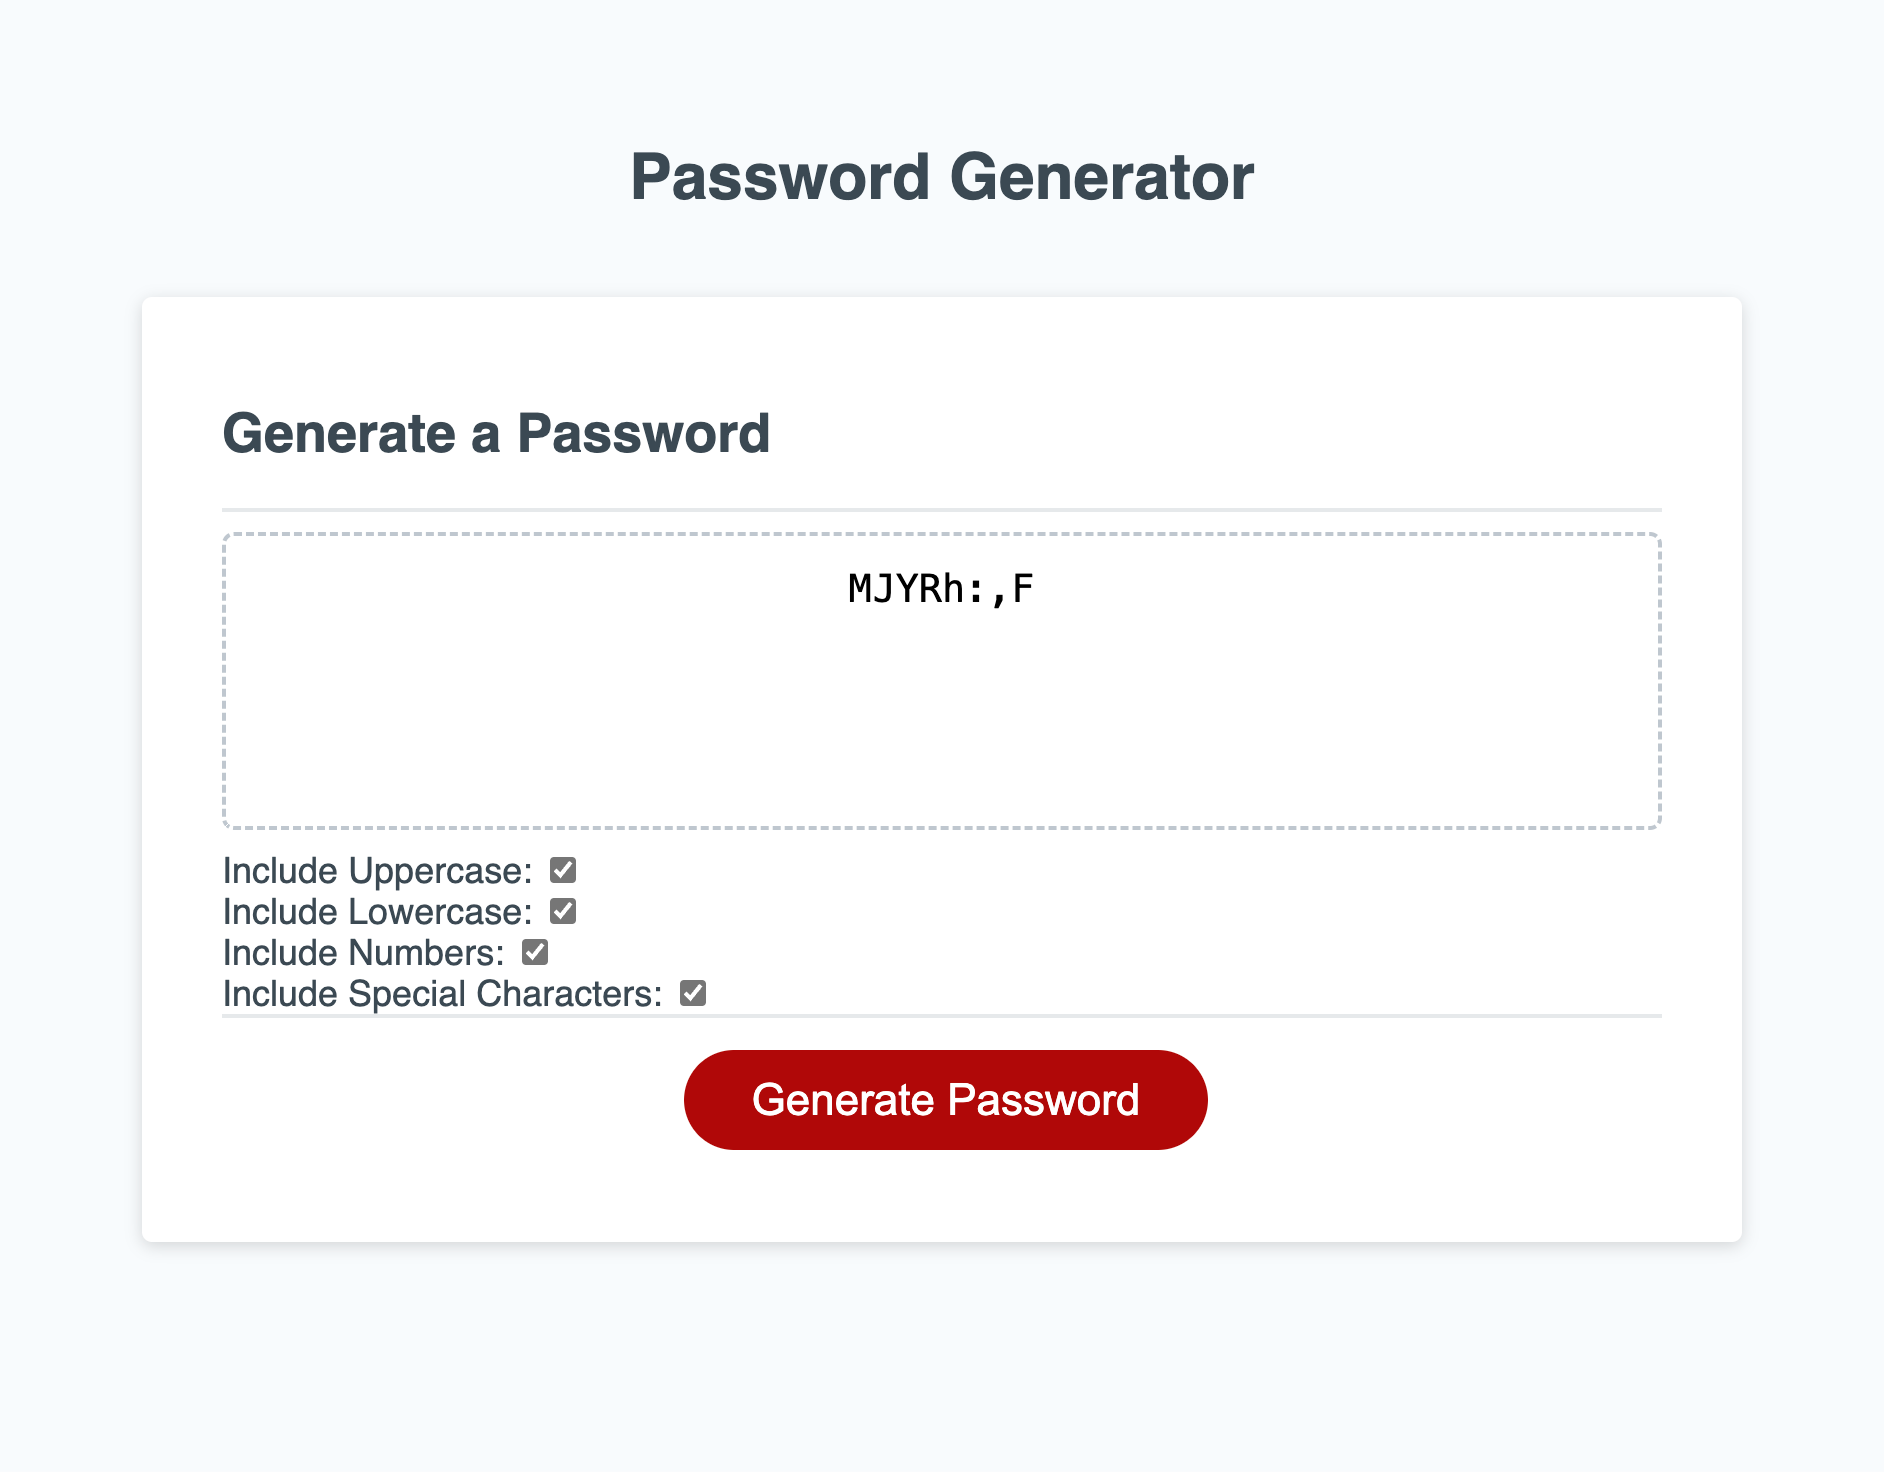 Password Generator
Generate a Password
MJYRh:,F
Include Uppercase:
Include Lowercase:
Include Numbers:
Include Special Characters:
Generate Password